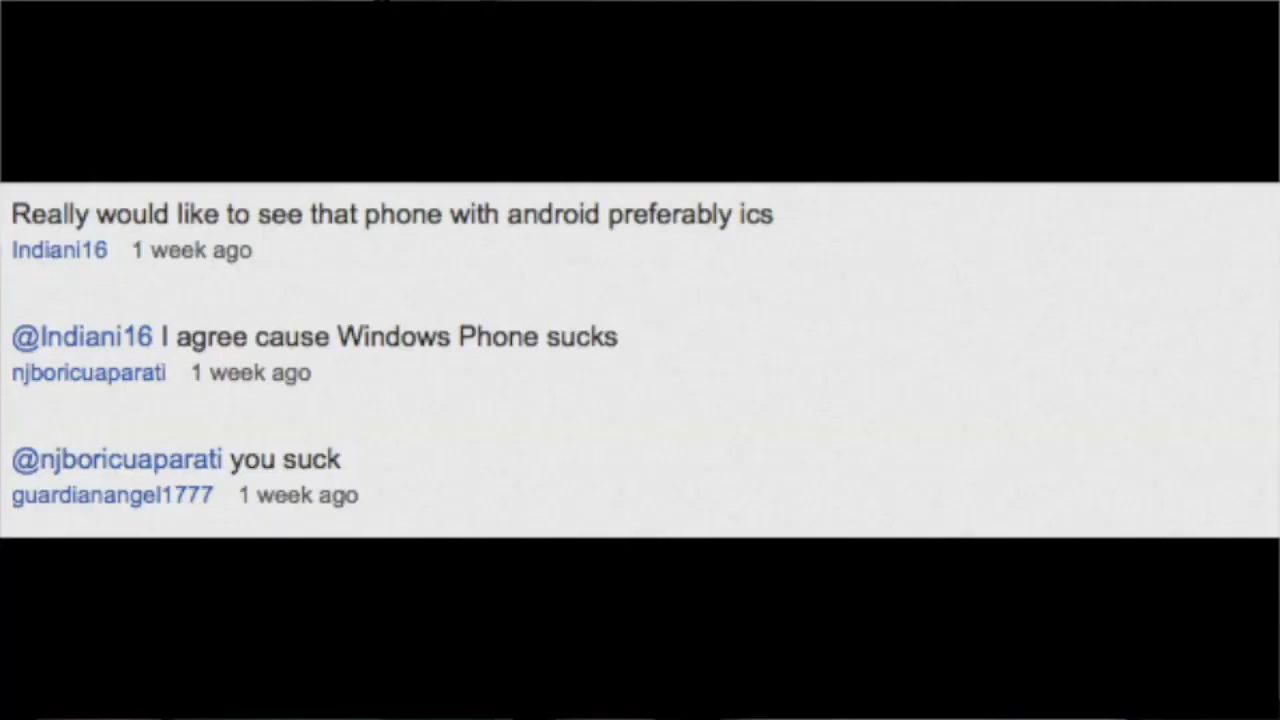 Really would like to see that phone with android preferably ics
Indiani16 1 week ago
@Indiani16 I agree cause Windows Phone sucks
njboricuaparati 1 week ago
@njboricuaparati you suck
guardianangel1777 1 week ago